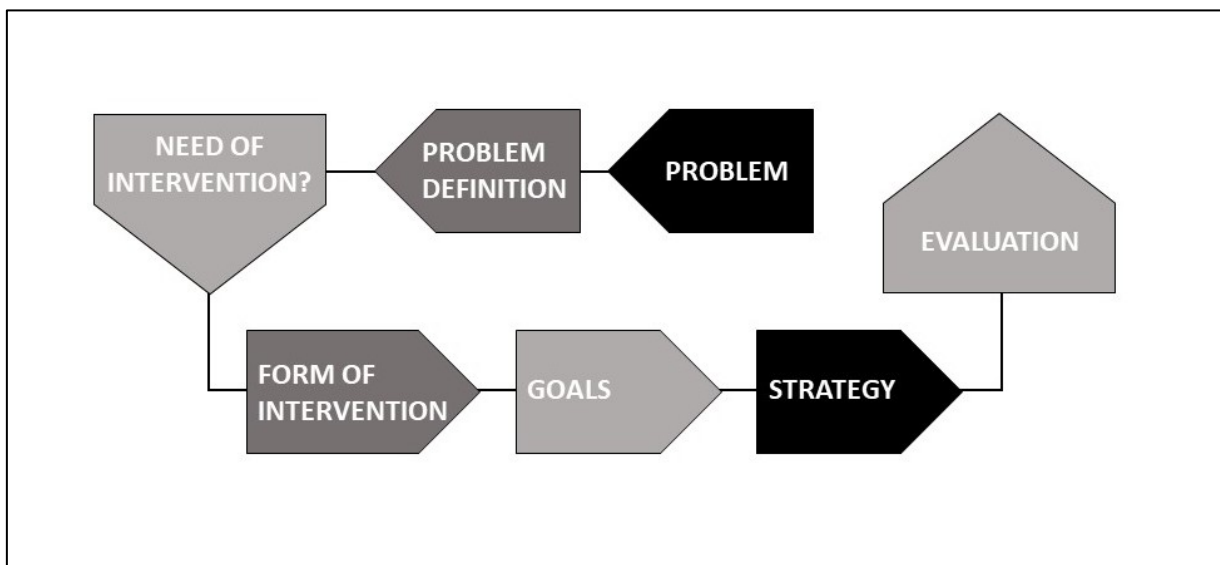 NEED OF
INTERVENTION?
PROBLEM
DEFINITION
PROBLEM
EVALUATION
FORM OF
INTERVENTION
GOALS
STRATEGY